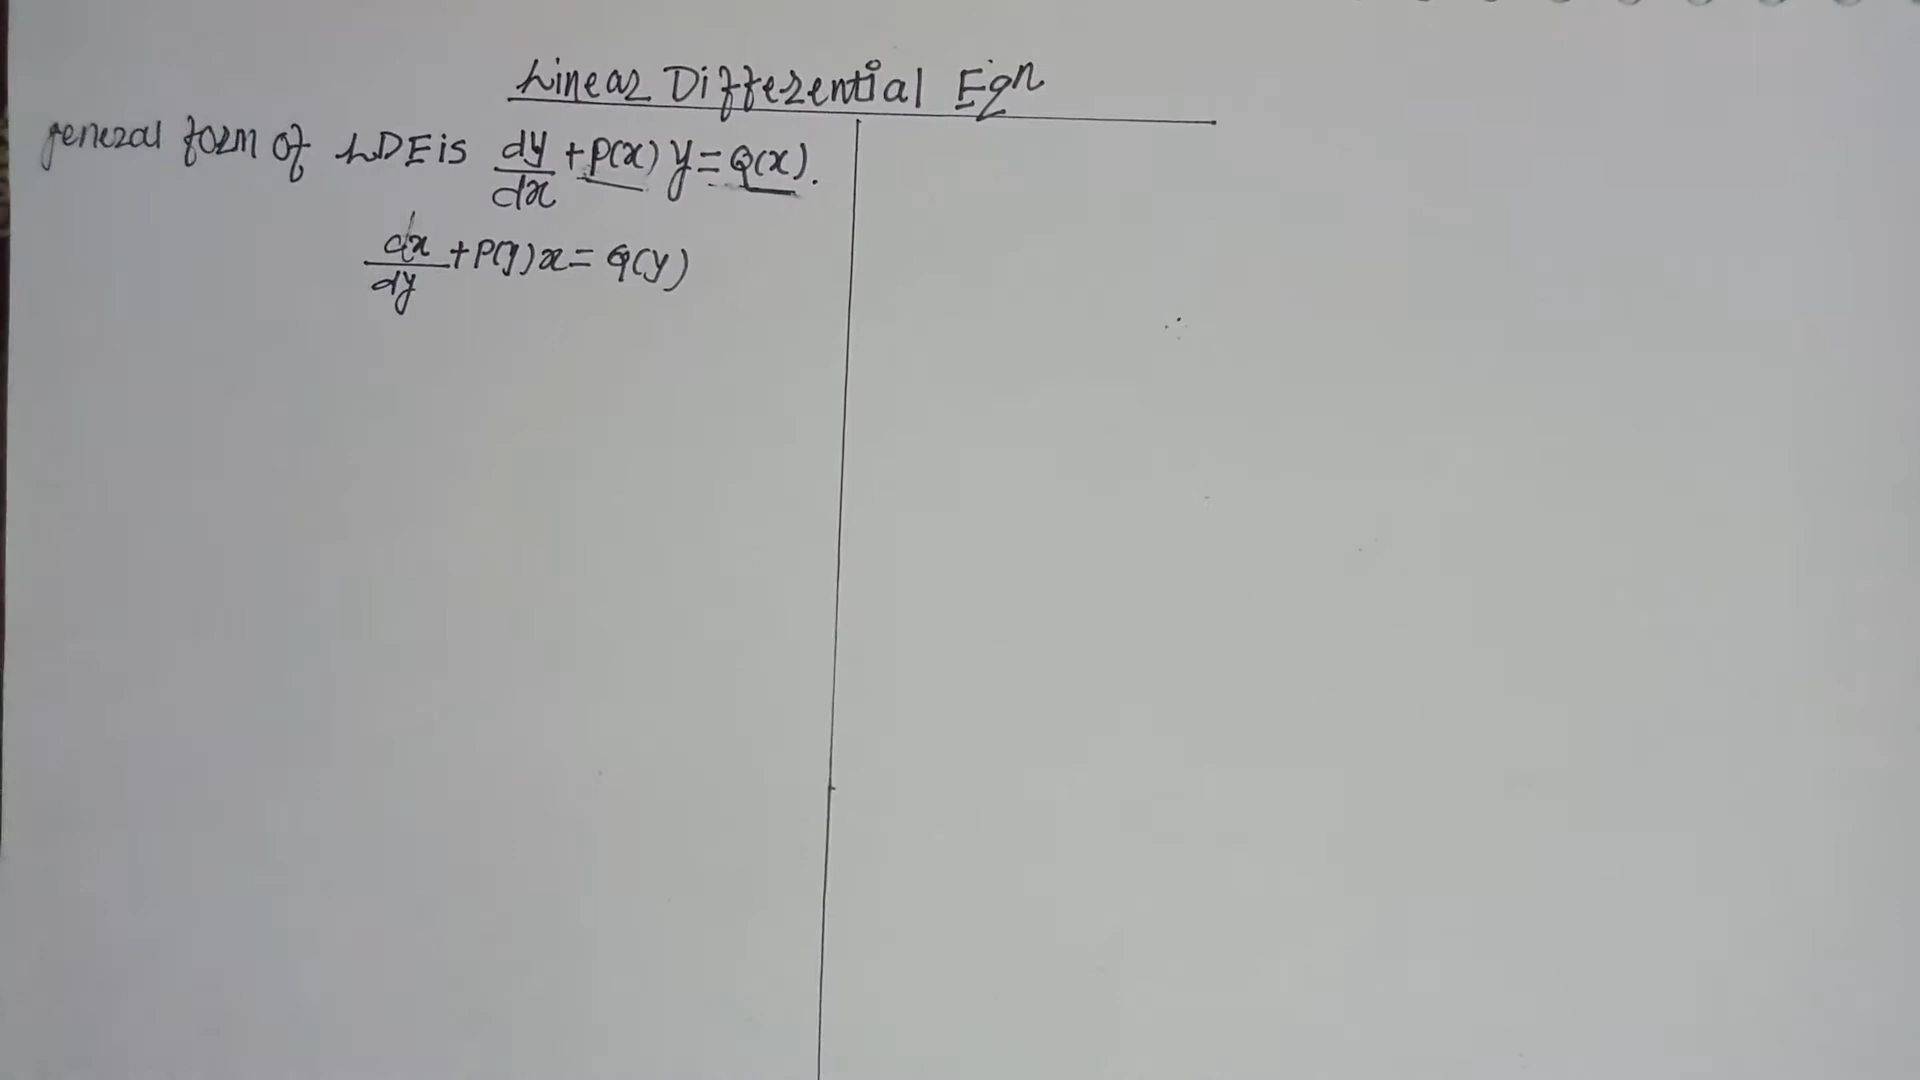 Linear Differential Eqn
general form of LDE is dy/dx + P(x) y = Q(x).
dx/dy + P(y) x = Q(y)